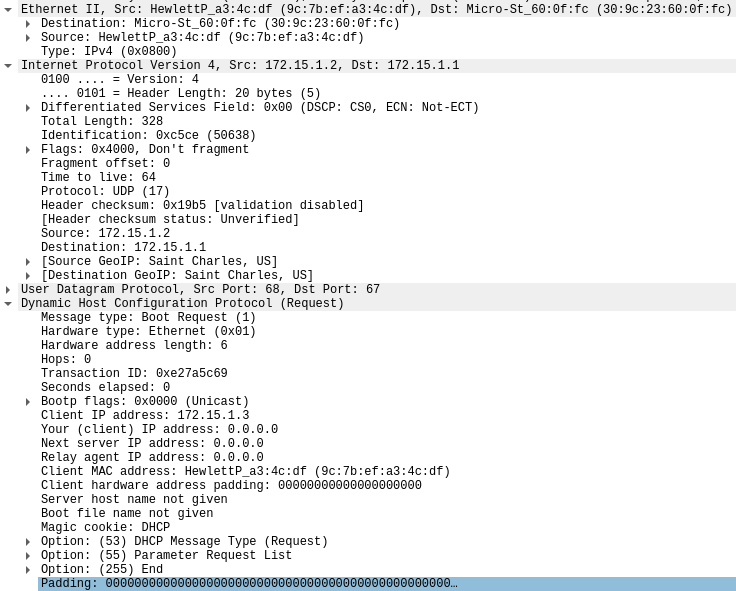 Ethernet II, Src: HewlettP_a3:4c:df (9c:7b:ef:a3:4c:df), Dst: Micro-St_60:0f:fc (30:9c:23:60:0f:fc)
Destination: Micro-St_60:0f:fc (30:9c:23:60:0f:fc)
Source: HewlettP_a3:4c:df (9c:7b:ef:a3:4c:df)
Type: IPv4 (0x0800)
Internet Protocol Version 4, Src: 172.15.1.2, Dst: 172.15.1.1
0100 .... = Version: 4
.... 0101 = Header Length: 20 bytes (5)
Differentiated Services Field: 0x00 (DSCP: CS0, ECN: Not-ECT)
Total Length: 328
Identification: 0xc5ce (50638)
Flags: 0x4000, Don't fragment
Fragment offset: 0
Time to live: 64
Protocol: UDP (17)
Header checksum: 0x19b5 [validation disabled]
[Header checksum status: Unverified]
Source: 172.15.1.2
Destination: 172.15.1.1
[Source GeoIP: Saint Charles, US]
[Destination GeoIP: Saint Charles, US]
User Datagram Protocol, Src Port: 68, Dst Port: 67
Dynamic Host Configuration Protocol (Request)
Message type: Boot Request (1)
Hardware type: Ethernet (0x01)
Hardware address length: 6
Hops: 0
Transaction ID: 0xe27a5c69
Seconds elapsed: 0
Bootp flags: 0x0000 (Unicast)
Client IP address: 172.15.1.3
Your (client) IP address: 0.0.0.0
Next server IP address: 0.0.0.0
Relay agent IP address: 0.0.0.0
Client MAC address: HewlettP_a3:4c:df (9c:7b:ef:a3:4c:df)
Client hardware address padding: 00000000000000000000
Server host name not given
Boot file name not given
Magic cookie: DHCP
Option: (53) DHCP Message Type (Request)
Option: (55) Parameter Request List
Option: (255) End
Padding: 000000000000000000000000000000000000000000000000…